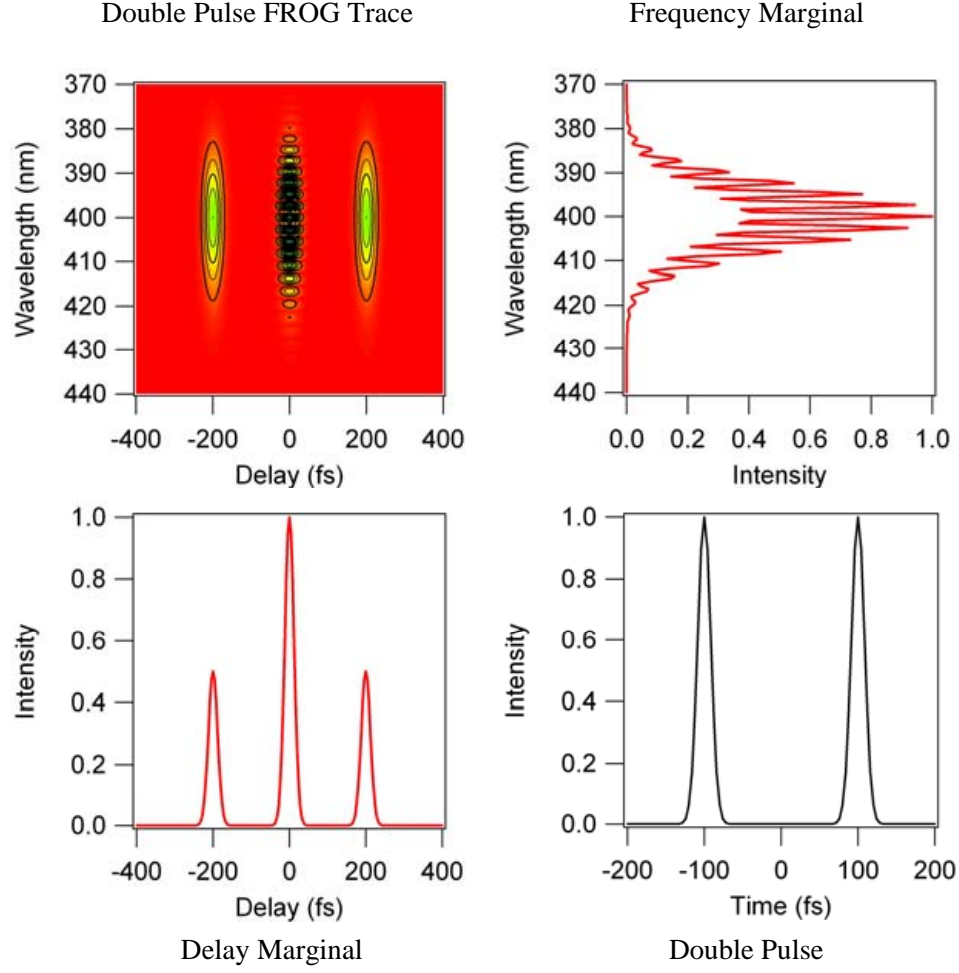 Double Pulse FROG Trace
Frequency Marginal
370
380
390
400
410
420
430
440
Wavelength (nm)
-400 -200 0 200 400
Delay (fs)
370
380
390
400
410
420
430
440
Wavelength (nm)
0.0 0.2 0.4 0.6 0.8 1.0
Intensity
1.0
0.8
0.6
0.4
0.2
0.0
Intensity
-400 -200 0 200 400
Delay (fs)
Delay Marginal
1.0
0.8
0.6
0.4
0.2
0.0
Intensity
-200 -100 0 100 200
Time (fs)
Double Pulse